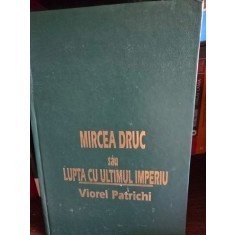 MIRCEA DRUC
sau
LUPTA CU ULTIMUL IMPERIU
Viorel Patrichi